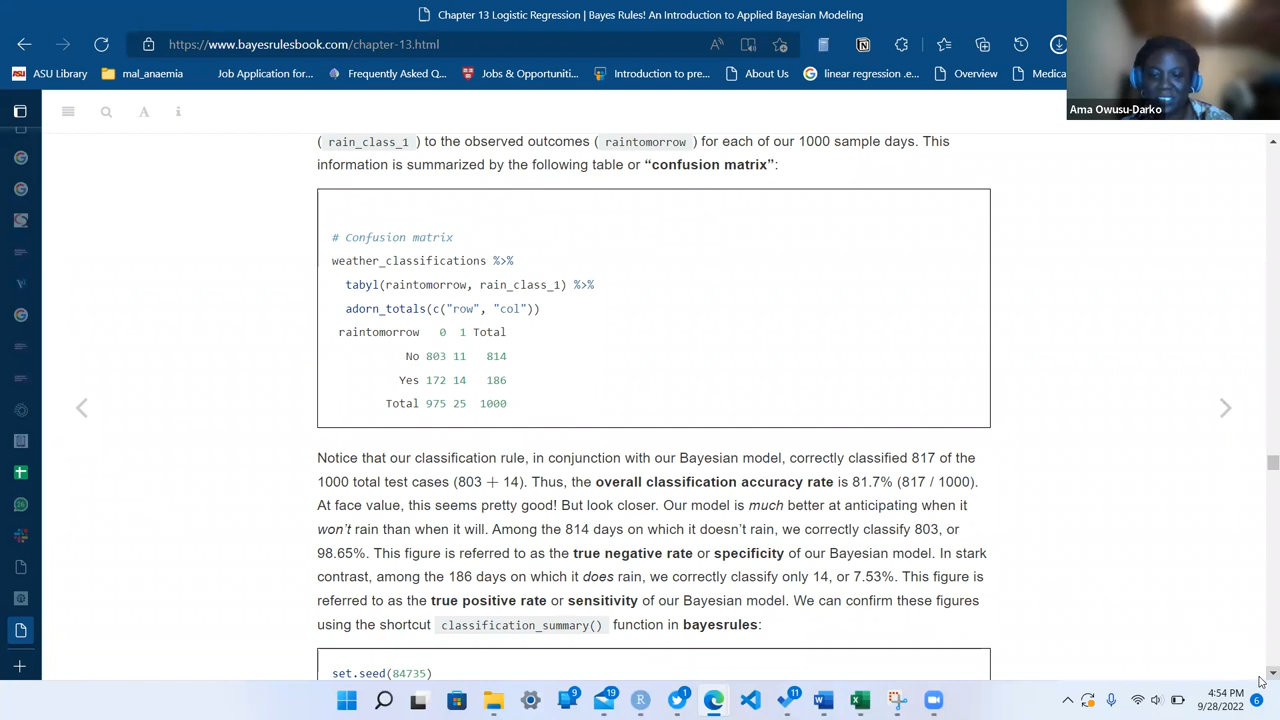 Chapter 13 Logistic Regression | Bayes Rules! An Introduction to Applied Bayesian Modeling
https://www.bayesrulesbook.com/chapter-13.html
ASU Library mal_anaemia Job Application for... Frequently Asked Q... Jobs & Opportuniti... Introduction to pre... About Us linear regression .e... Overview Medica
Ama Owusu-Darko
( rain_class_1 ) to the observed outcomes ( raintomorrow ) for each of our 1000 sample days. This
information is summarized by the following table or “confusion matrix”:
# Confusion matrix
weather_classifications %>%
tabyl(raintomorrow, rain_class_1) %>%
adorn_totals(c("row", "col"))
raintomorrow 0 1 Total
No 803 11 814
Yes 172 14 186
Total 975 25 1000
Notice that our classification rule, in conjunction with our Bayesian model, correctly classified 817 of the
1000 total test cases (803 + 14). Thus, the overall classification accuracy rate is 81.7% (817 / 1000).
At face value, this seems pretty good! But look closer. Our model is much better at anticipating when it
won’t rain than when it will. Among the 814 days on which it doesn’t rain, we correctly classify 803, or
98.65%. This figure is referred to as the true negative rate or specificity of our Bayesian model. In stark
contrast, among the 186 days on which it does rain, we correctly classify only 14, or 7.53%. This figure is
referred to as the true positive rate or sensitivity of our Bayesian model. We can confirm these figures
using the shortcut classification_summary() function in bayesrules:
set.seed(84735)
9 19 1 11
4:54 PM
9/28/2022 6